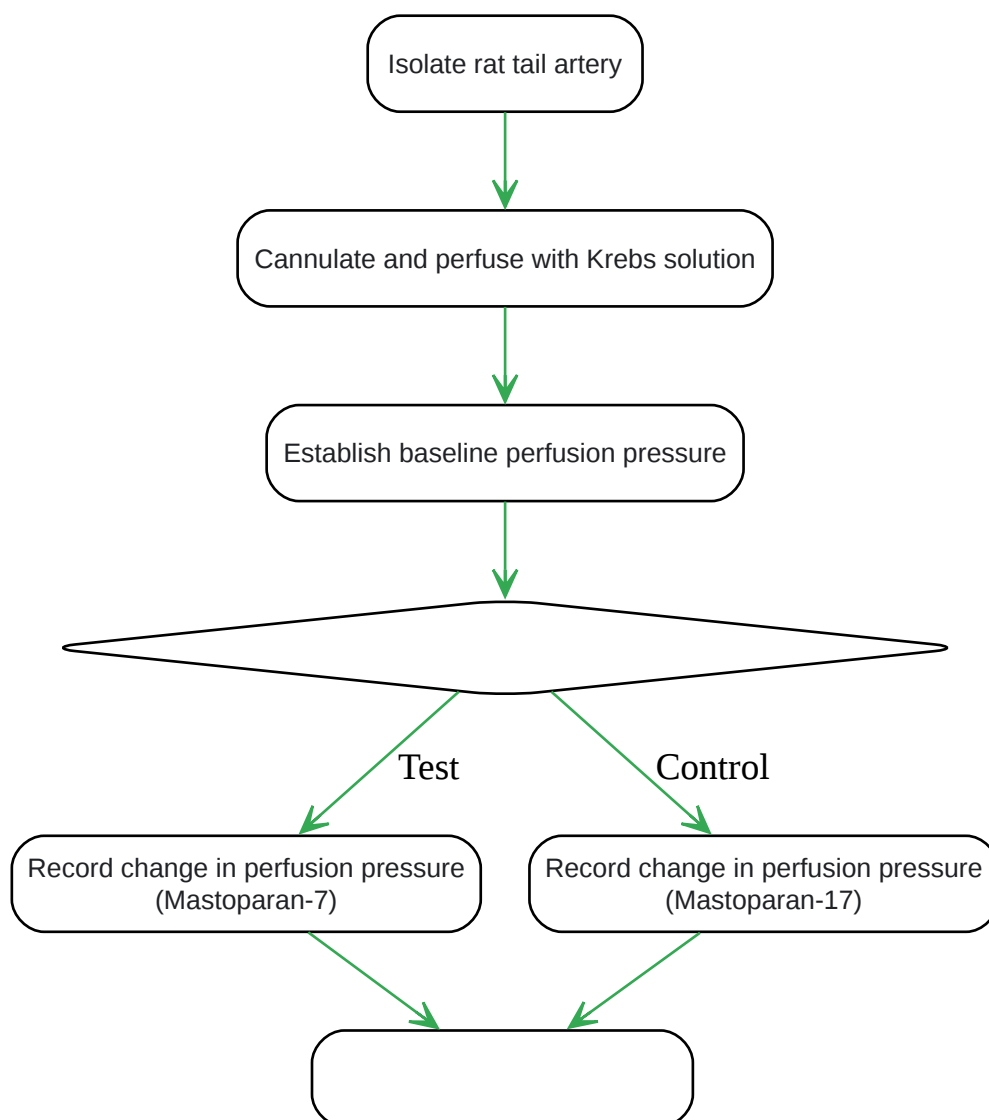 Isolate rat tail artery
Cannulate and perfuse with Krebs solution
Establish baseline perfusion pressure
Test
Control
Record change in perfusion pressure
(Mastoparan-7)
Record change in perfusion pressure
(Mastoparan-17)